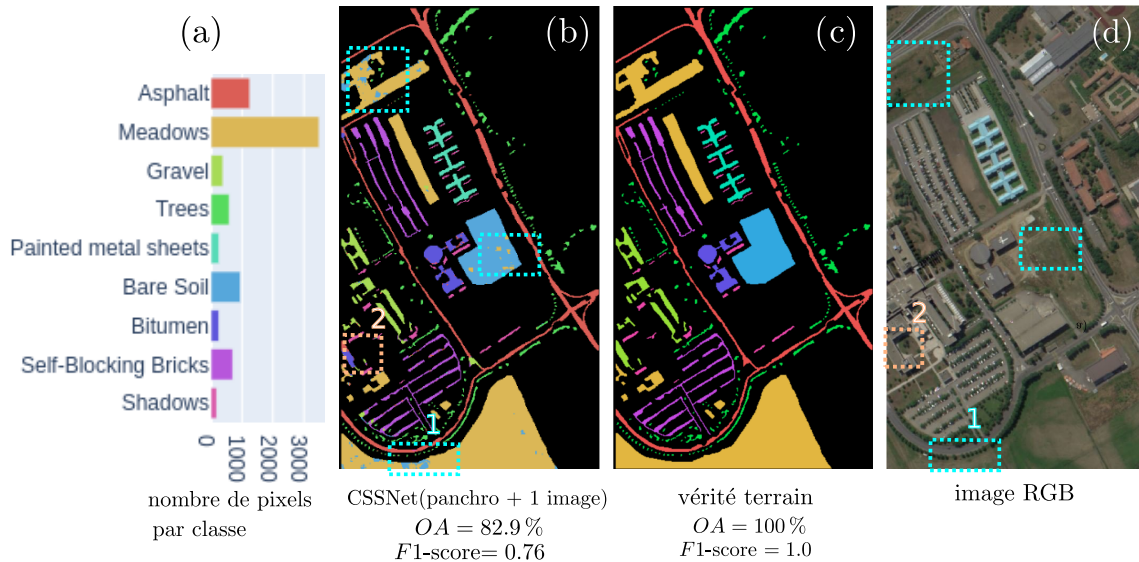 (a)
Asphalt
Meadows
Gravel
Trees
Painted metal sheets
Bare Soil
Bitumen
Self-Blocking Bricks
Shadows
0
1000
2000
3000
nombre de pixels
par classe
(b)
2
1
CSSNet(panchro + 1 image)
OA = 82.9 %
F1-score= 0.76
(c)
vérité terrain
OA = 100 %
F1-score = 1.0
(d)
2
1
image RGB